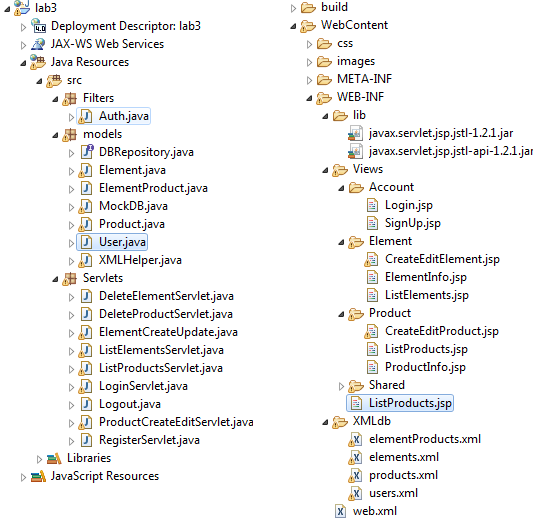 lab3
Deployment Descriptor: lab3
JAX-WS Web Services
Java Resources
src
Filters
Auth.java
models
DBRepository.java
Element.java
ElementProduct.java
MockDB.java
Product.java
User.java
XMLHelper.java
Servlets
DeleteElementServlet.java
DeleteProductServlet.java
ElementCreateUpdate.java
ListElementsServlet.java
ListProductsServlet.java
LoginServlet.java
Logout.java
ProductCreateEditServlet.java
RegisterServlet.java
Libraries
JavaScript Resources
build
WebContent
css
images
META-INF
WEB-INF
lib
javax.servlet.jsp.jstl-1.2.1.jar
javax.servlet.jsp.jstl-api-1.2.1.jar
Views
Account
Login.jsp
SignUp.jsp
Element
CreateEditElement.jsp
ElementInfo.jsp
ListElements.jsp
Product
CreateEditProduct.jsp
ListProducts.jsp
ProductInfo.jsp
Shared
ListProducts.jsp
XMLdb
elementProducts.xml
elements.xml
products.xml
users.xml
web.xml